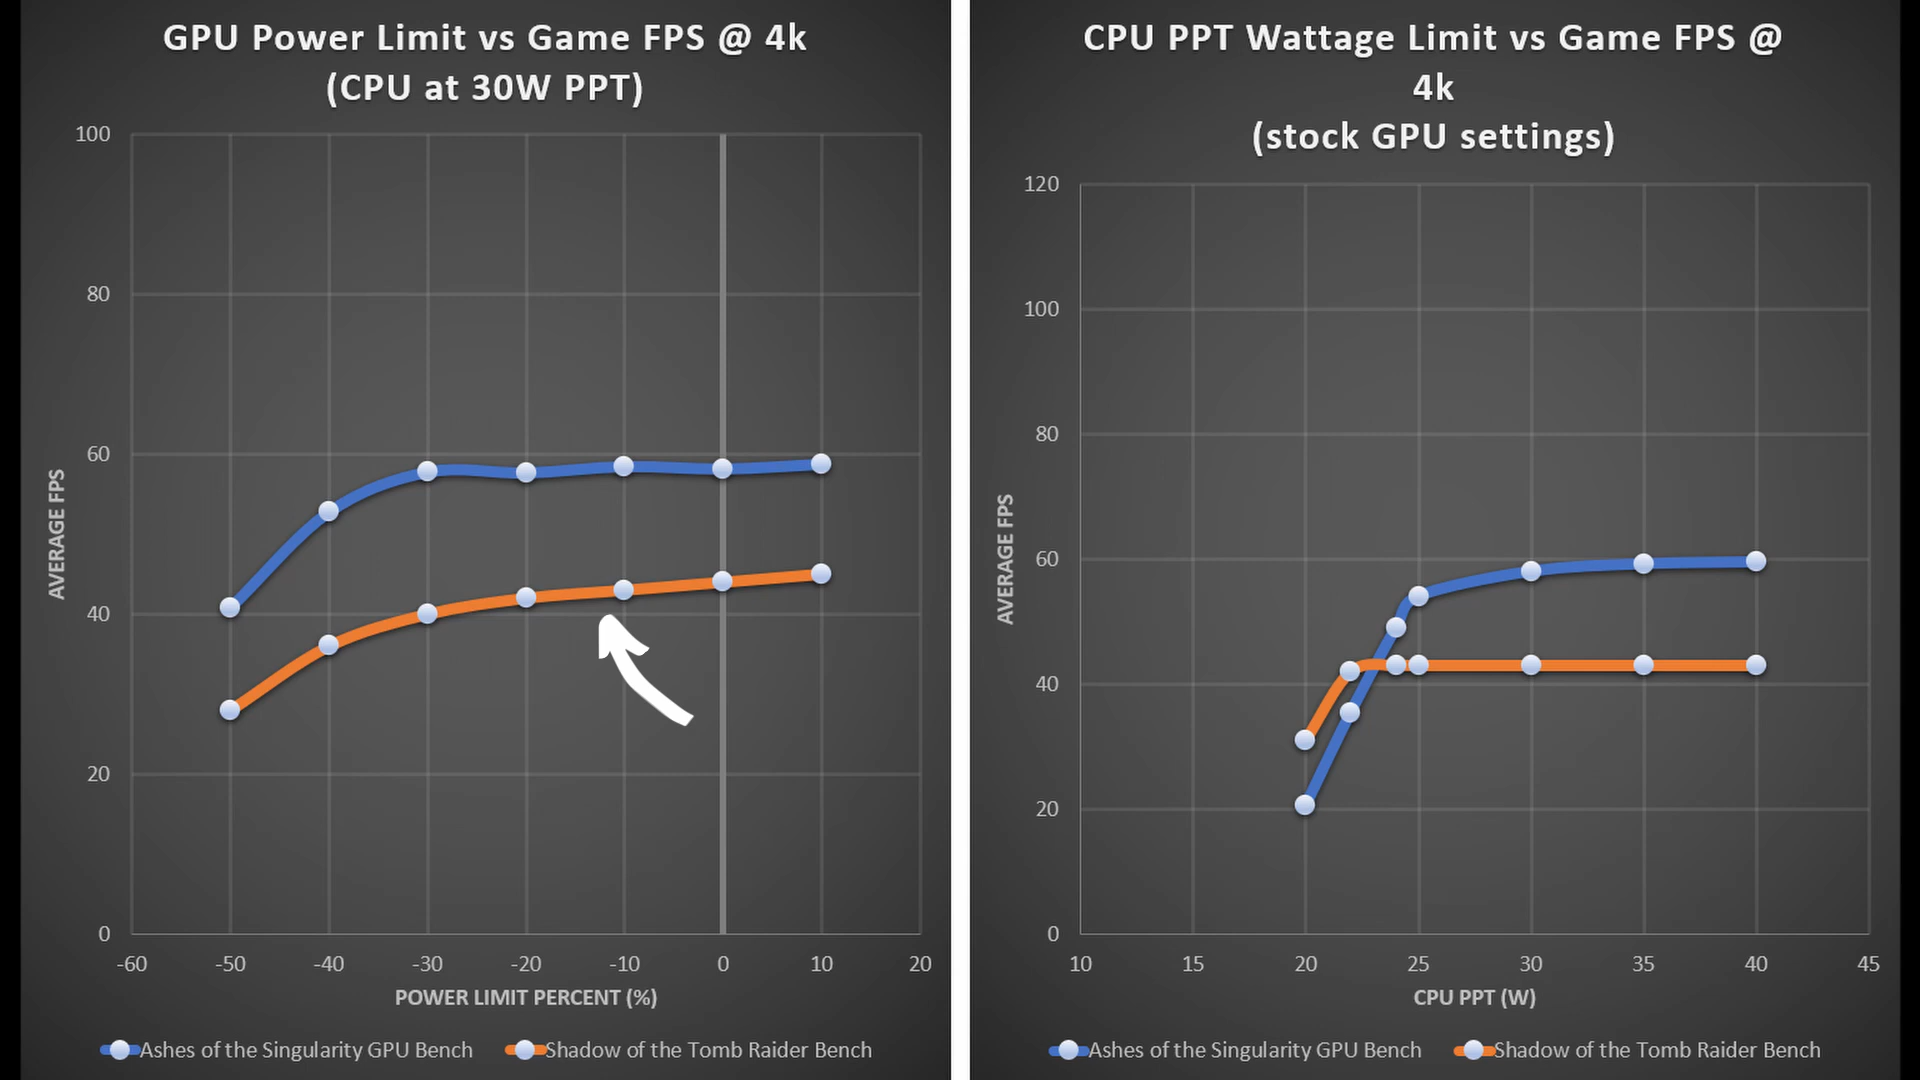 GPU Power Limit vs Game FPS @ 4k
(CPU at 30W PPT)
100
80
60
40
20
0
AVERAGE FPS
-60 -50 -40 -30 -20 -10 0 10 20
POWER LIMIT PERCENT (%)
Ashes of the Singularity GPU Bench Shadow of the Tomb Raider Bench
CPU PPT Wattage Limit vs Game FPS @
4k
(stock GPU settings)
120
100
80
60
40
20
0
AVERAGE FPS
10 15 20 25 30 35 40 45
CPU PPT (W)
Ashes of the Singularity GPU Bench Shadow of the Tomb Raider Bench